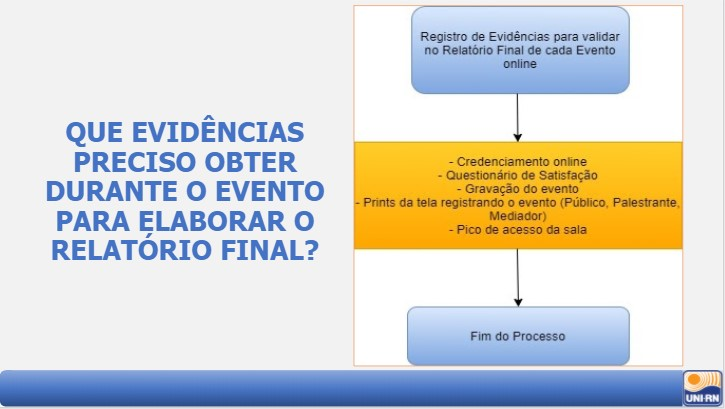 QUE EVIDÊNCIAS
PRECISO OBTER
DURANTE O EVENTO
PARA ELABORAR O
RELATÓRIO FINAL?
Registro de Evidências para validar
no Relatório Final de cada Evento
online
- Credenciamento online
- Questionário de Satisfação
- Gravação do evento
- Prints da tela registrando o evento (Público, Palestrante,
Mediador)
- Pico de acesso da sala
Fim do Processo
UNI-RN